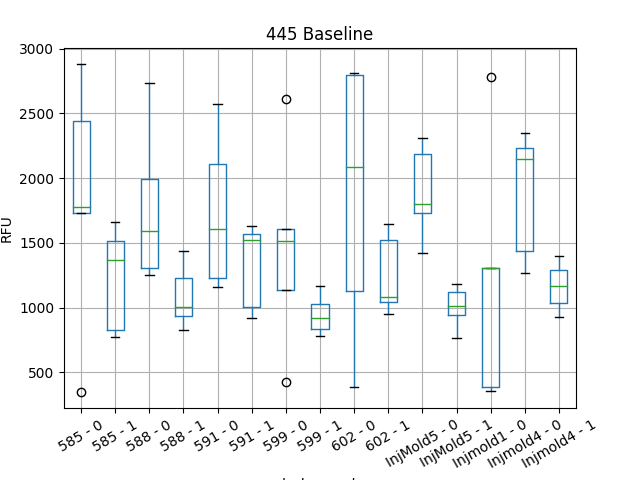 445 Baseline
3000
2500
2000
1500
1000
500
RFU
585 - 0
585 - 1
588 - 0
588 - 1
591 - 0
591 - 1
599 - 0
599 - 1
602 - 0
602 - 1
InjMold5 - 0
InjMold5 - 1
Injmold1 - 0
Injmold4 - 0
Injmold4 - 1